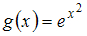 g(x) = e^{x^2}